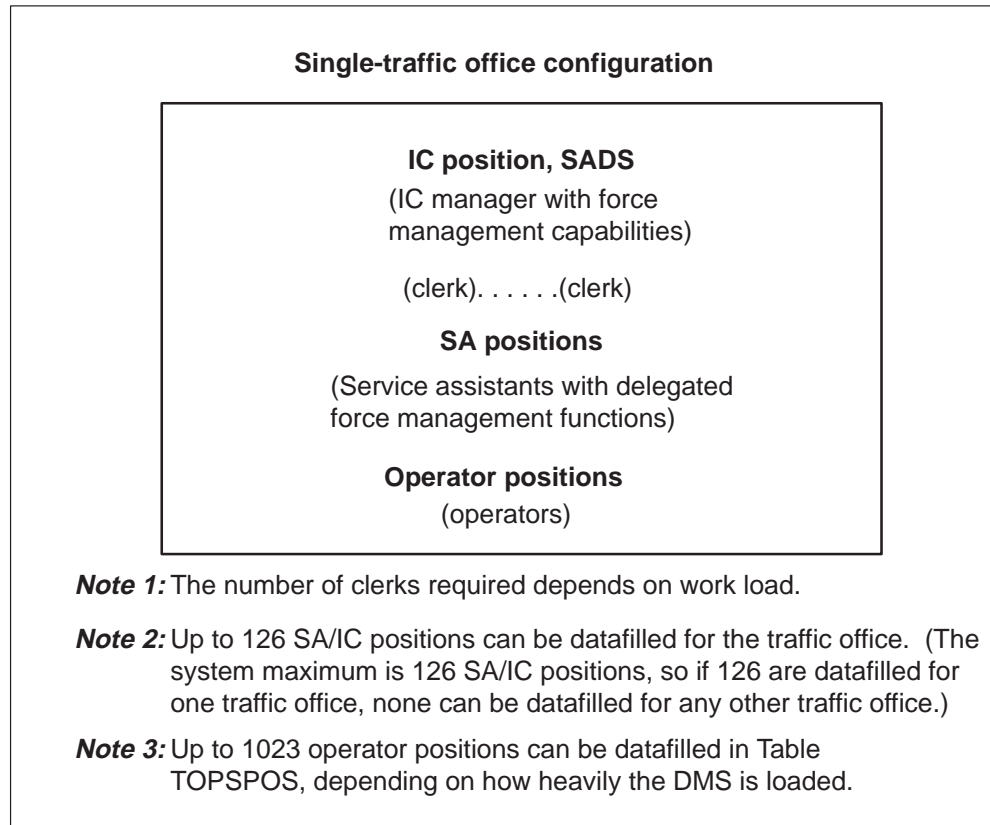 Single-traffic office configuration
IC position, SADS
(IC manager with force
management capabilities)
(clerk). . . . . .(clerk)
SA positions
(Service assistants with delegated
force management functions)
Operator positions
(operators)
Note 1: The number of clerks required depends on work load.
Note 2: Up to 126 SA/IC positions can be datafilled for the traffic office. (The
system maximum is 126 SA/IC positions, so if 126 are datafilled for
one traffic office, none can be datafilled for any other traffic office.)
Note 3: Up to 1023 operator positions can be datafilled in Table
TOPSPOS, depending on how heavily the DMS is loaded.